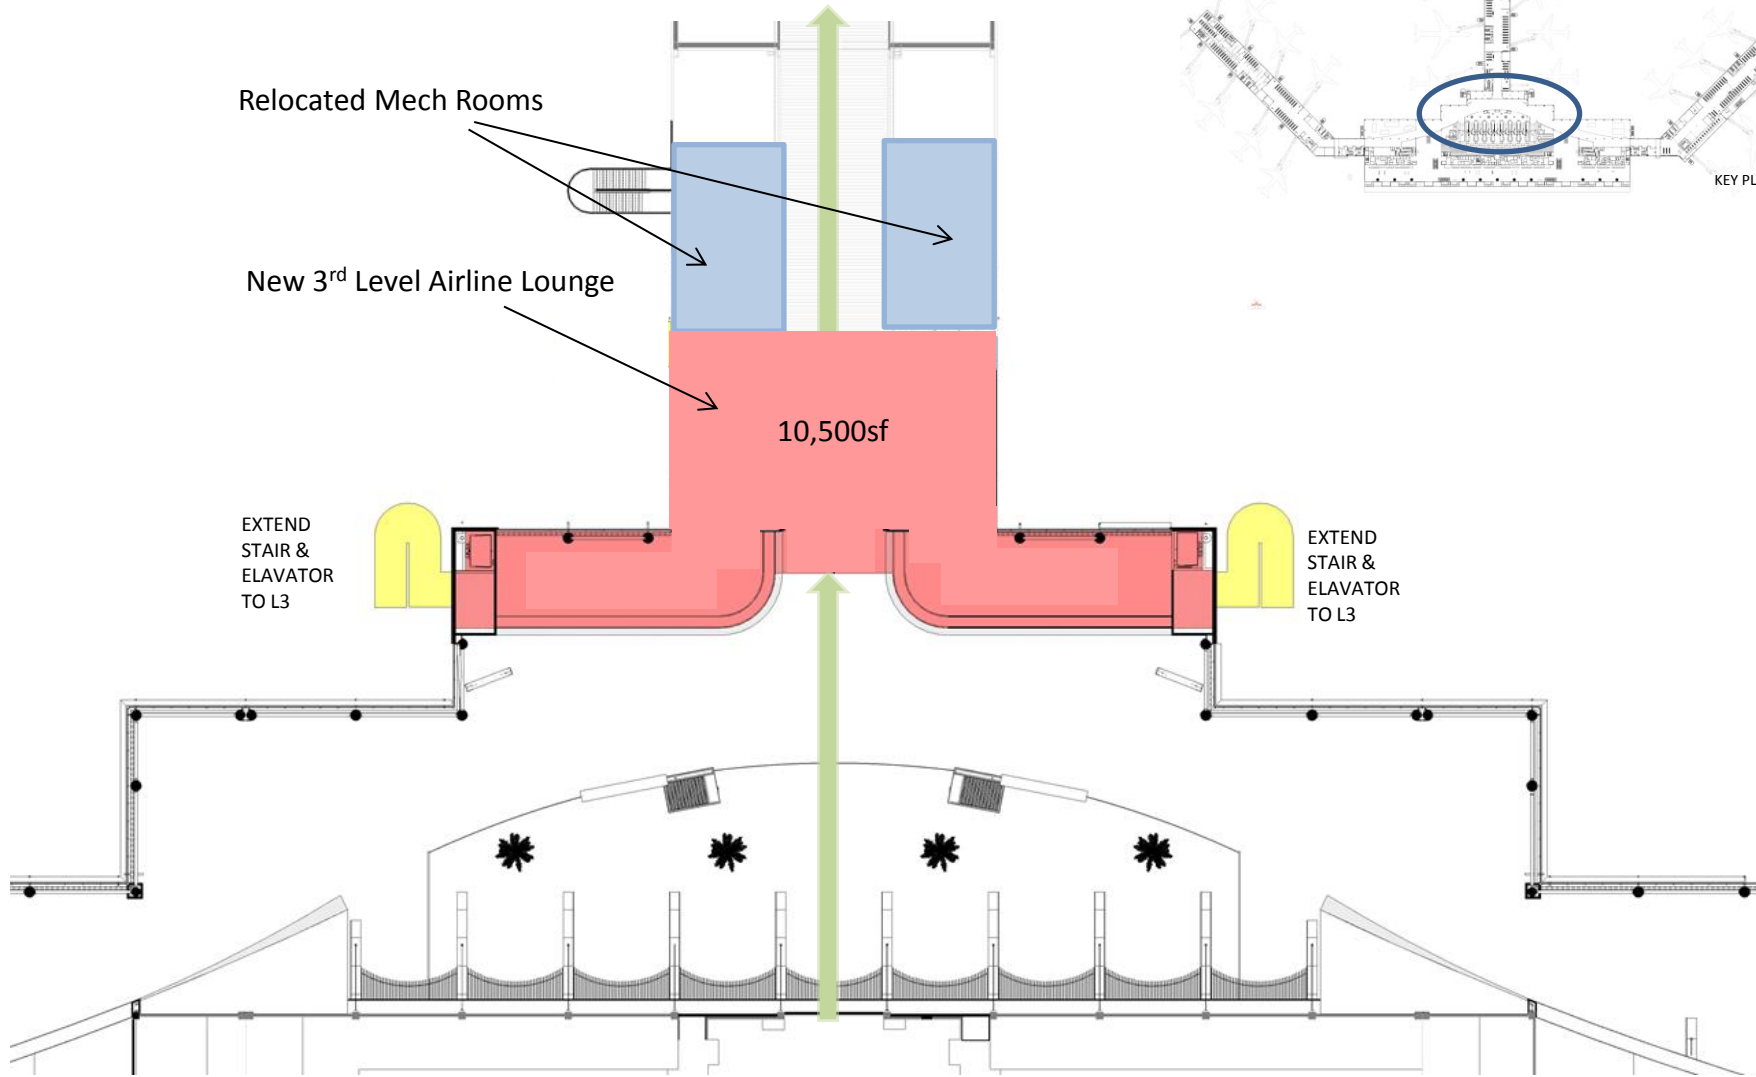 Relocated Mech Rooms
KEY PL
New 3rd Level Airline Lounge
10,500sf
EXTEND
STAIR &
ELAVATOR
TO L3
EXTEND
STAIR &
ELAVATOR
TO L3